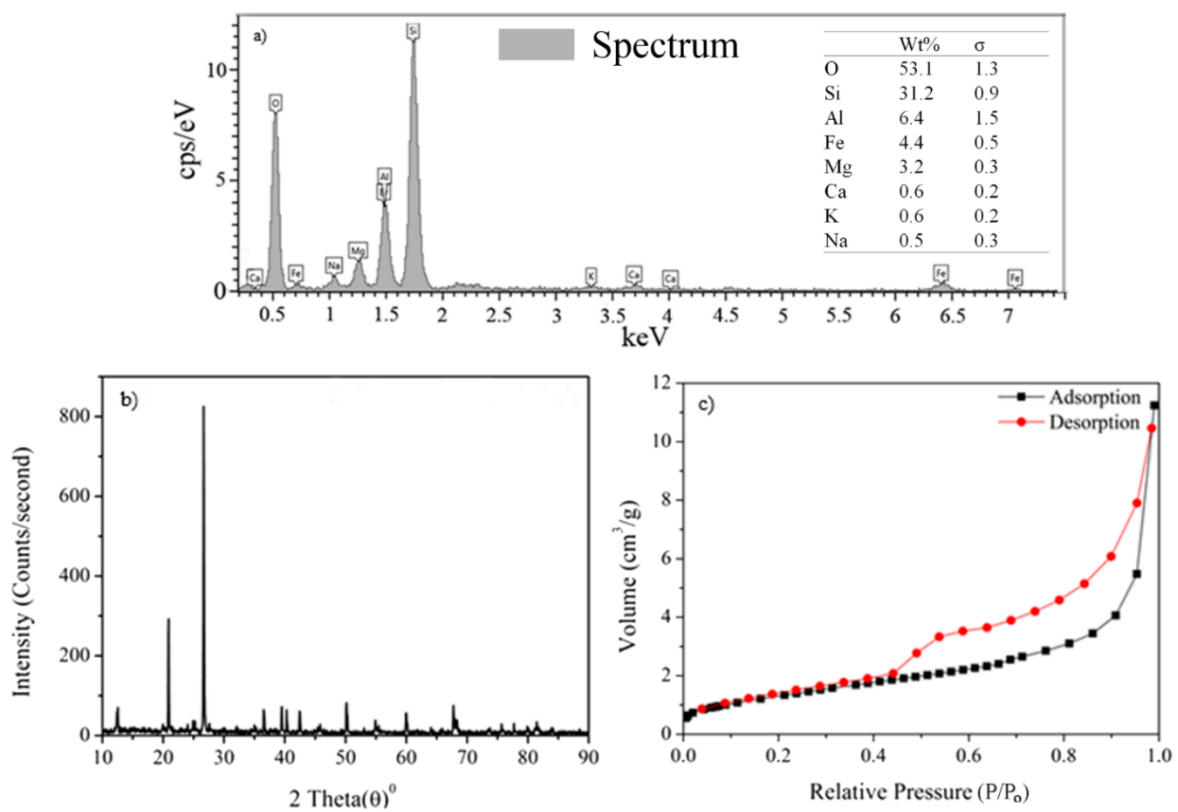 a)
Spectrum
cps/eV
10
5
0
Ca
O
Fe
Na
Mg
Al
Si
K
Ca
Ca
Fe
Fe
0.5 1 1.5 2 2.5 3 3.5 4 4.5 5 5.5 6 6.5 7
keV
Wt% σ
O 53.1 1.3
Si 31.2 0.9
Al 6.4 1.5
Fe 4.4 0.5
Mg 3.2 0.3
Ca 0.6 0.2
K 0.6 0.2
Na 0.5 0.3
b)
Intensity (Counts/second)
800
600
400
200
0
10 20 30 40 50 60 70 80 90
2 Theta(θ)⁰
c)
Adsorption
Desorption
Volume (cm³/g)
12
10
8
6
4
2
0
0.0 0.2 0.4 0.6 0.8 1.0
Relative Pressure (P/Pₒ)